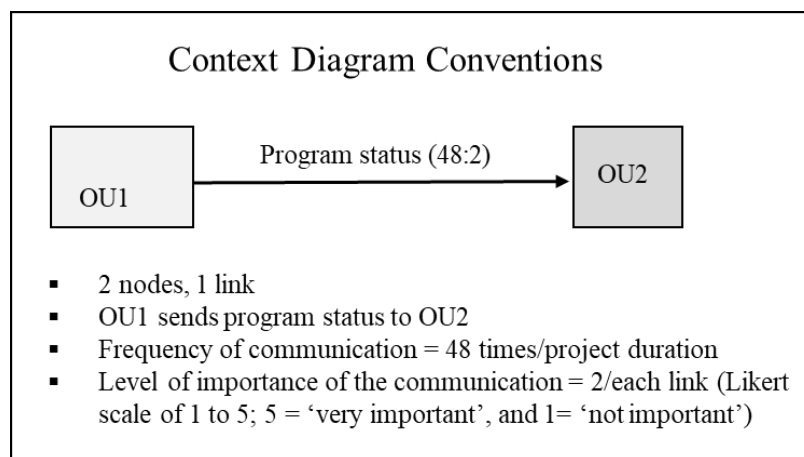 Context Diagram Conventions
Program status (48:2)
OU1
OU2
▪ 2 nodes, 1 link
▪ OU1 sends program status to OU2
▪ Frequency of communication = 48 times/project duration
▪ Level of importance of the communication = 2/each link (Likert
scale of 1 to 5; 5 = ‘very important’, and 1= ‘not important’)